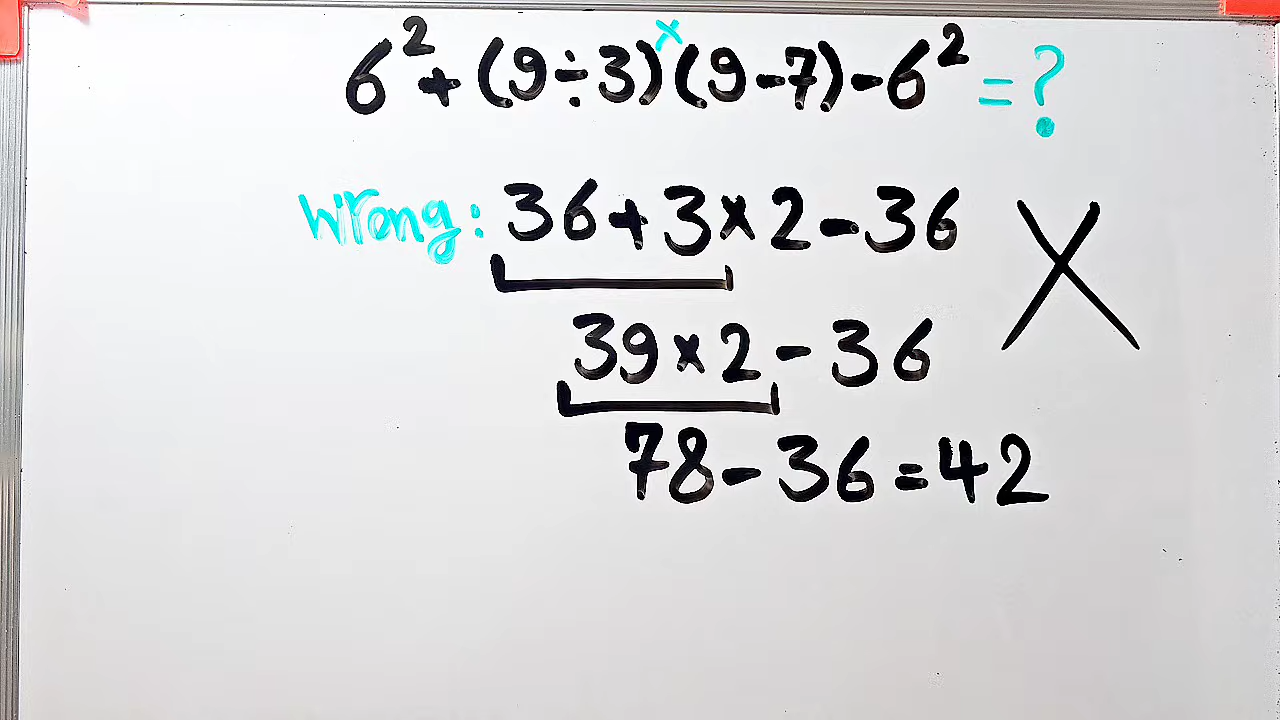 6² + (9÷3)×(9-7) - 6² = ?
Wrong: 36+3×2-36 X
39×2-36
78-36=42